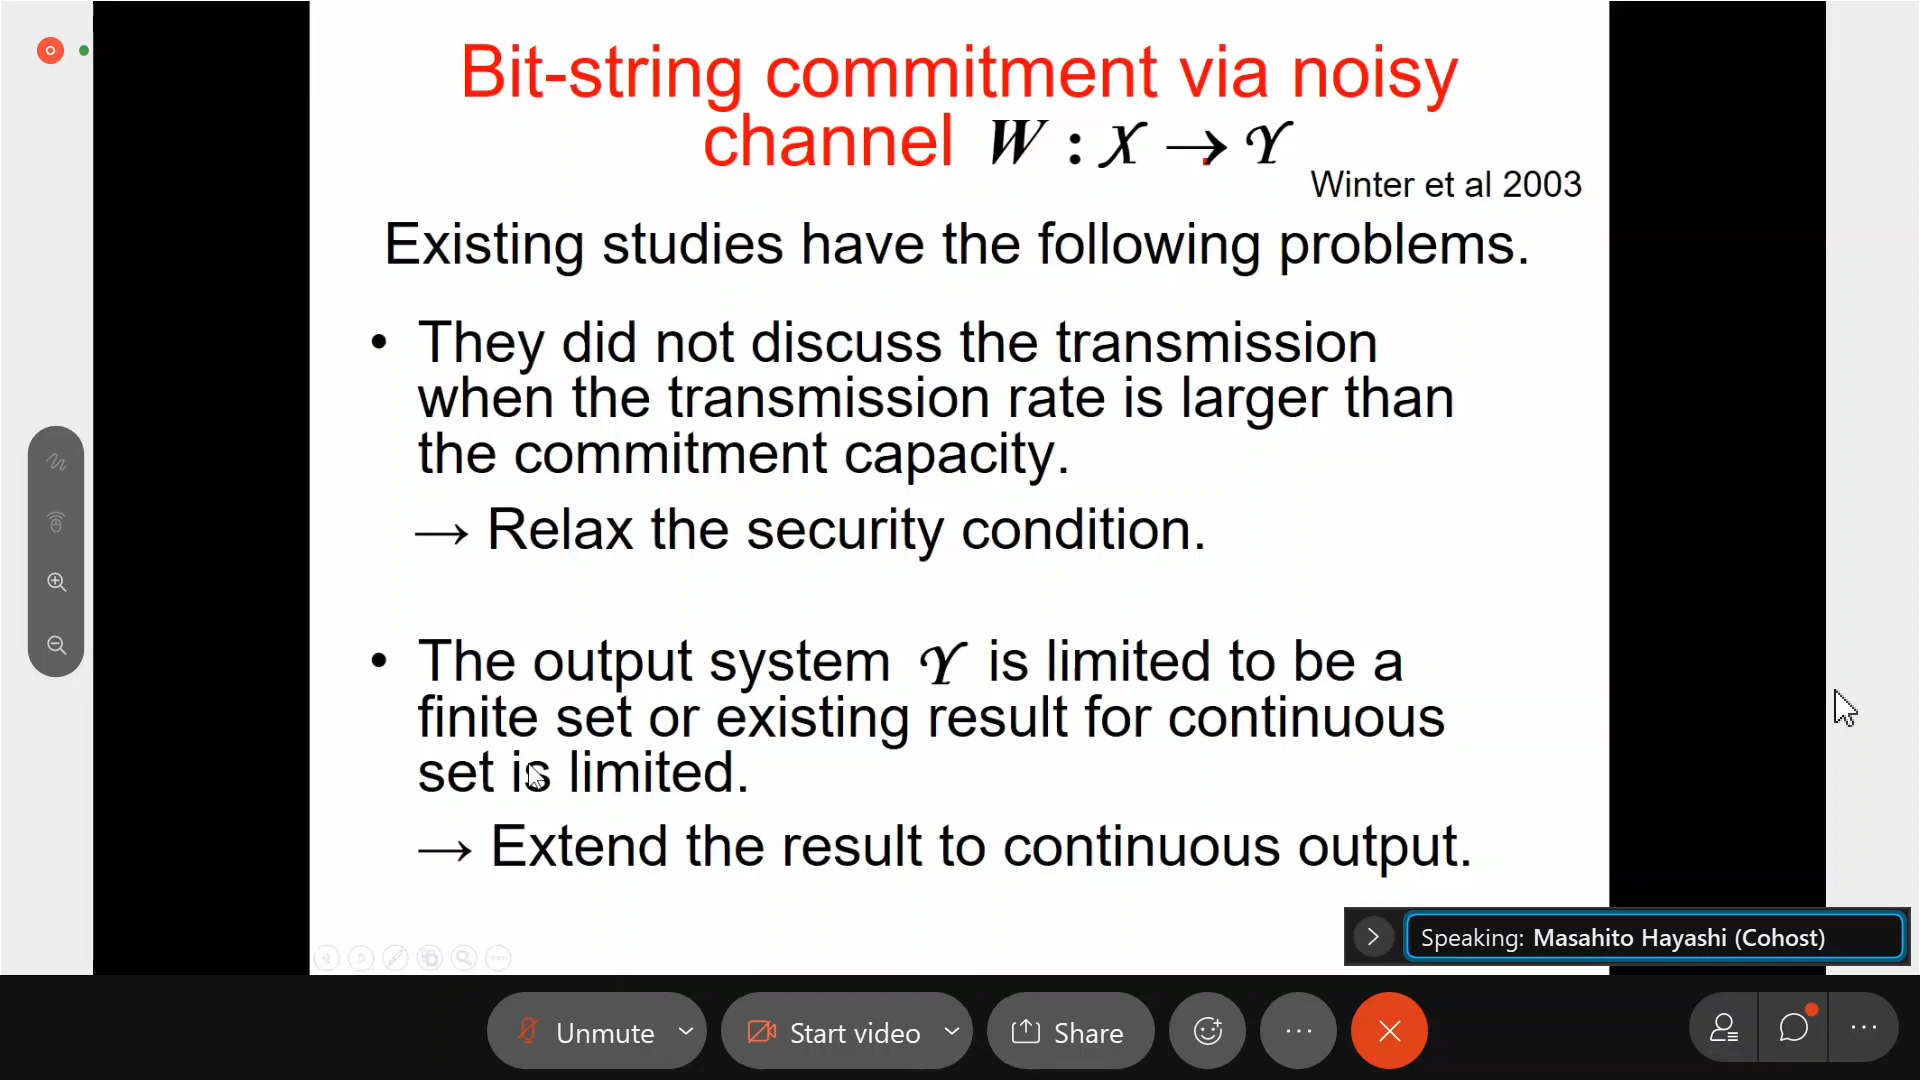 Bit-string commitment via noisy
channel W : X → Y
Winter et al 2003
Existing studies have the following problems.
• They did not discuss the transmission
when the transmission rate is larger than
the commitment capacity.
→ Relax the security condition.
• The output system Y is limited to be a
finite set or existing result for continuous
set is limited.
→ Extend the result to continuous output.
Speaking: Masahito Hayashi (Cohost)
Unmute
Start video
Share